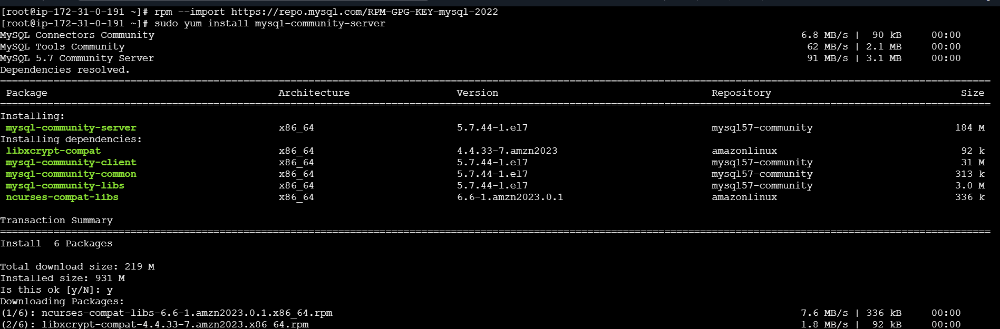 [root@ip-172-31-0-191 ~]# rpm --import https://repo.mysql.com/RPM-GPG-KEY-mysql-2022
[root@ip-172-31-0-191 ~]# sudo yum install mysql-community-server
MySQL Connectors Community 6.8 MB/s | 90 kB 00:00
MySQL Tools Community 62 MB/s | 2.1 MB 00:00
MySQL 5.7 Community Server 91 MB/s | 3.1 MB 00:00
Dependencies resolved.
Package Architecture Version Repository Size
Installing:
mysql-community-server x86_64 5.7.44-1.el7 mysql57-community 184 M
Installing dependencies:
libxcrypt-compat x86_64 4.4.33-7.amzn2023 amazonlinux 92 k
mysql-community-client x86_64 5.7.44-1.el7 mysql57-community 31 M
mysql-community-common x86_64 5.7.44-1.el7 mysql57-community 313 k
mysql-community-libs x86_64 5.7.44-1.el7 mysql57-community 3.0 M
ncurses-compat-libs x86_64 6.6-1.amzn2023.0.1 amazonlinux 336 k
Transaction Summary
Install 6 Packages
Total download size: 219 M
Installed size: 931 M
Is this ok [y/N]: y
Downloading Packages:
(1/6): ncurses-compat-libs-6.6-1.amzn2023.0.1.x86_64.rpm 7.6 MB/s | 336 kB 00:00
(2/6): libxcrypt-compat-4.4.33-7.amzn2023.x86_64.rpm 1.8 MB/s | 92 kB 00:00